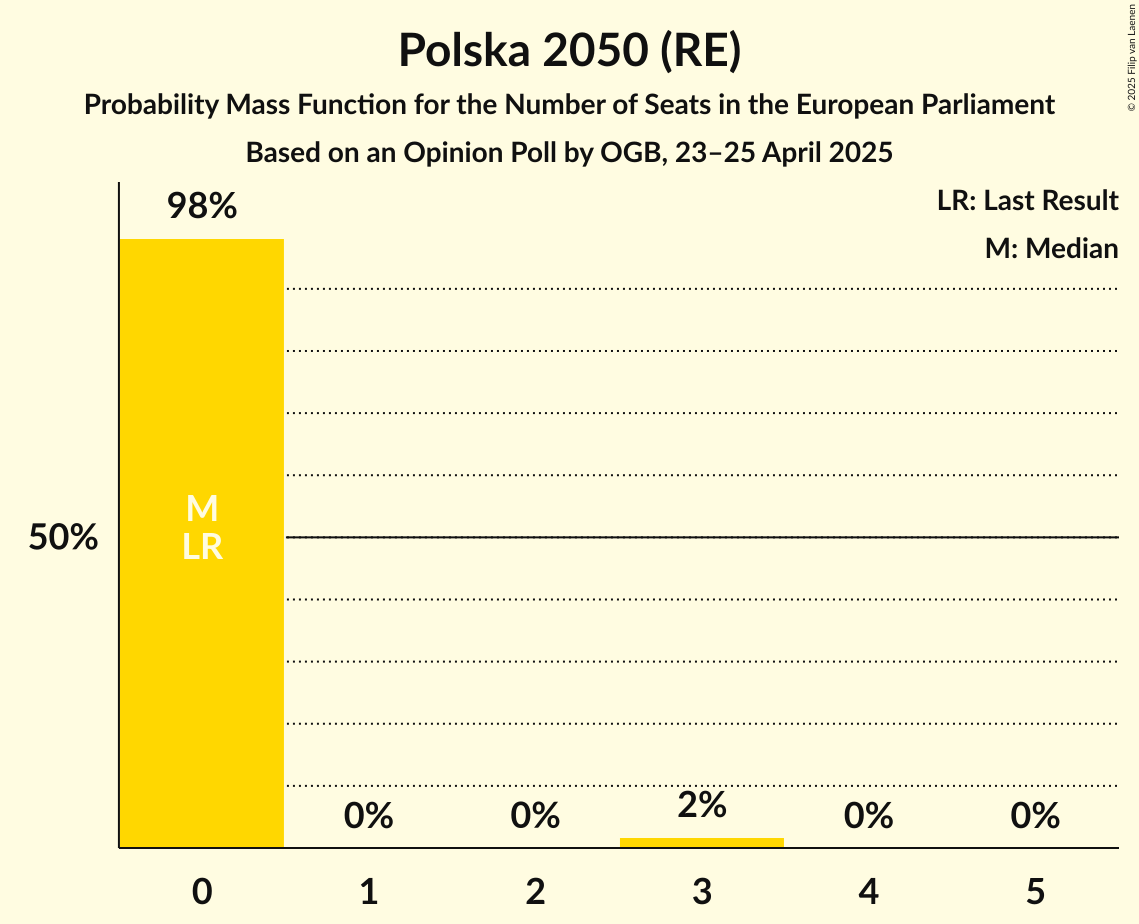 Polska 2050 (RE)
Probability Mass Function for the Number of Seats in the European Parliament
Based on an Opinion Poll by OGB, 23–25 April 2025
© 2025 Filip van Laenen
LR: Last Result
M: Median
98%
M
LR
50%
0%
0%
2%
0%
0%
0
1
2
3
4
5